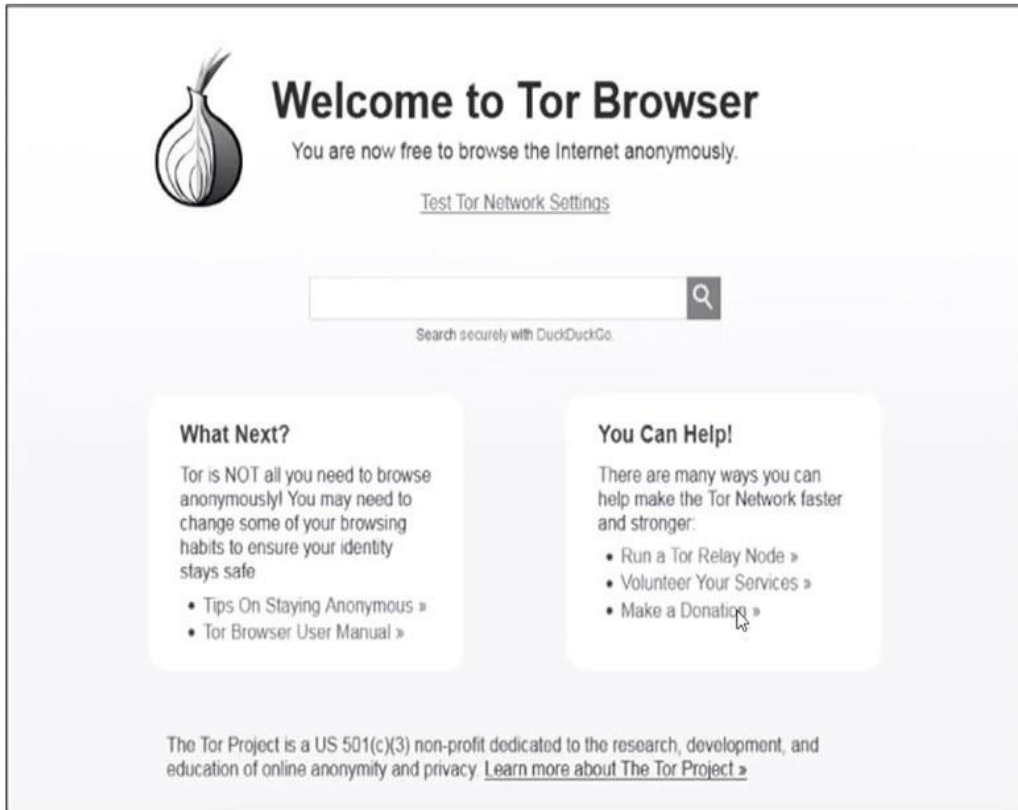 Welcome to Tor Browser
You are now free to browse the Internet anonymously.
Test Tor Network Settings
Search securely with DuckDuckGo.
What Next?
Tor is NOT all you need to browse
anonymously! You may need to
change some of your browsing
habits to ensure your identity
stays safe
• Tips On Staying Anonymous »
• Tor Browser User Manual »
You Can Help!
There are many ways you can
help make the Tor Network faster
and stronger:
• Run a Tor Relay Node »
• Volunteer Your Services »
• Make a Donation »
The Tor Project is a US 501(c)(3) non-profit dedicated to the research, development, and
education of online anonymity and privacy. Learn more about The Tor Project »